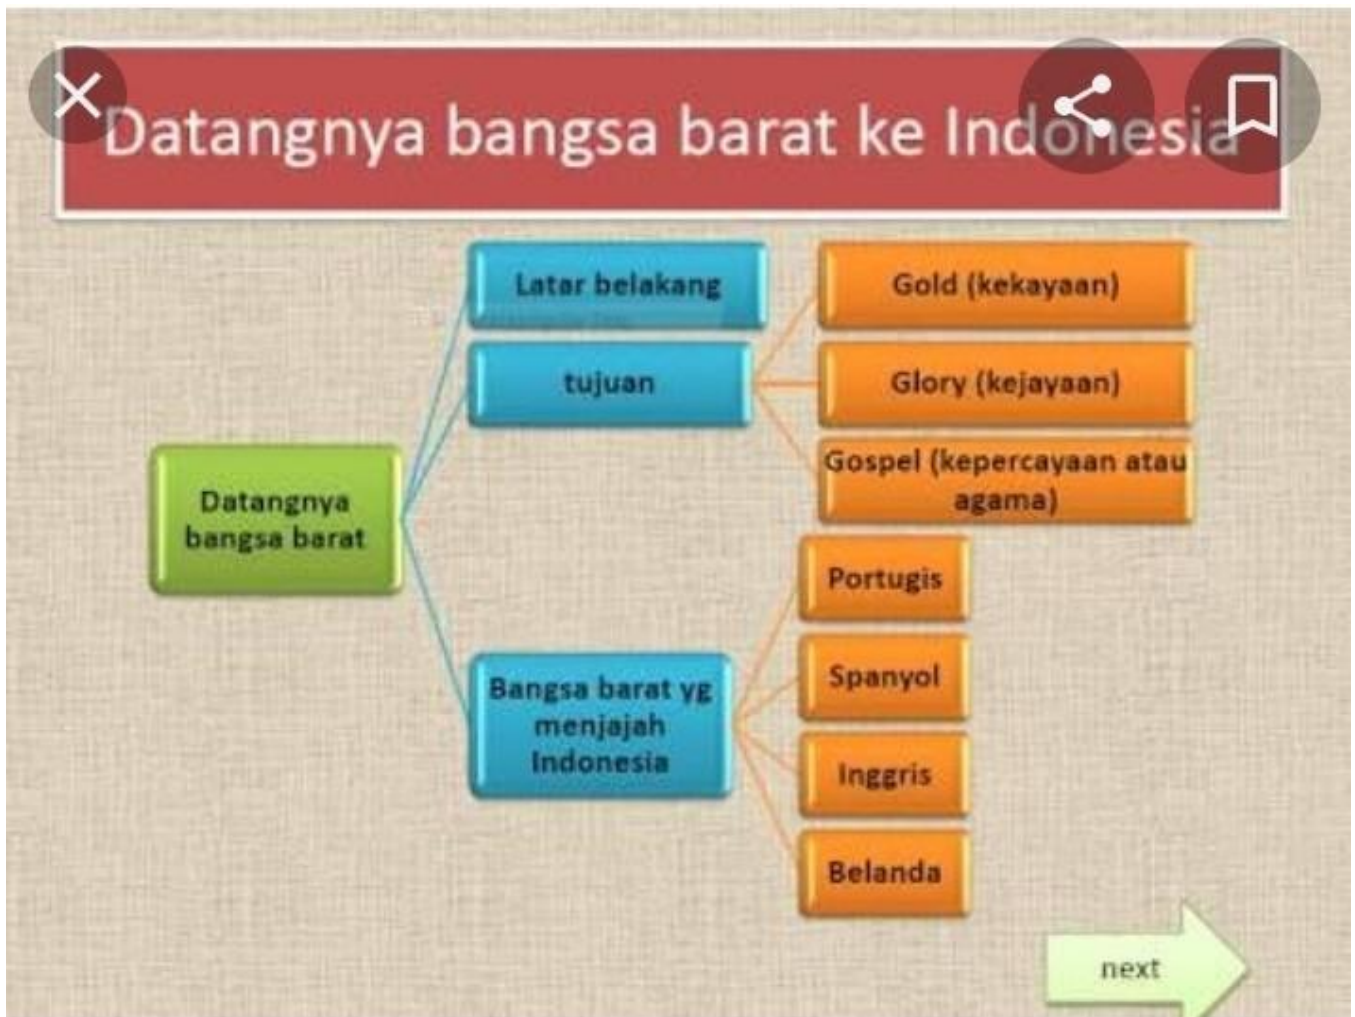 Datangnya bangsa barat ke Indonesia
Latar belakang
Gold (kekayaan)
tujuan
Glory (kejayaan)
Gospel (kepercayaan atau
agama)
Datangnya
bangsa barat
Portugis
Spanyol
Bangsa barat yg
menjajah
Indonesia
Inggris
Belanda
next